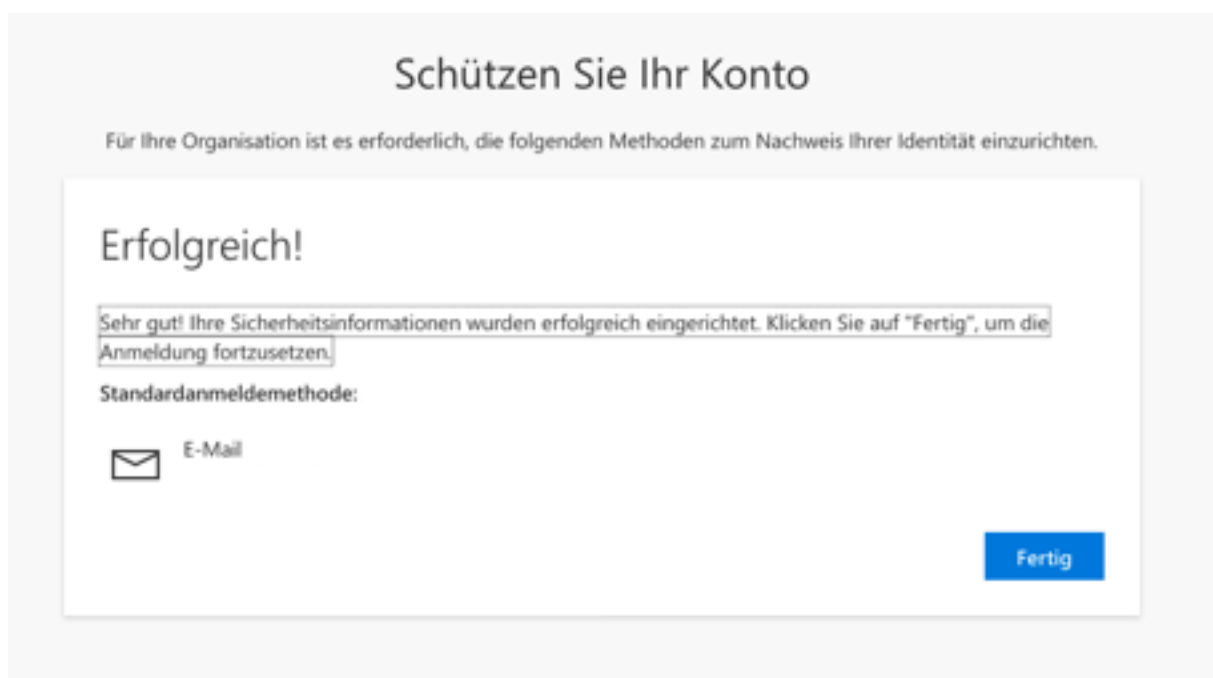 Schützen Sie Ihr Konto
Für Ihre Organisation ist es erforderlich, die folgenden Methoden zum Nachweis Ihrer Identität einzurichten.
Erfolgreich!
Sehr gut! Ihre Sicherheitsinformationen wurden erfolgreich eingerichtet. Klicken Sie auf "Fertig", um die
Anmeldung fortzusetzen.
Standardanmeldemethode:
E-Mail
Fertig